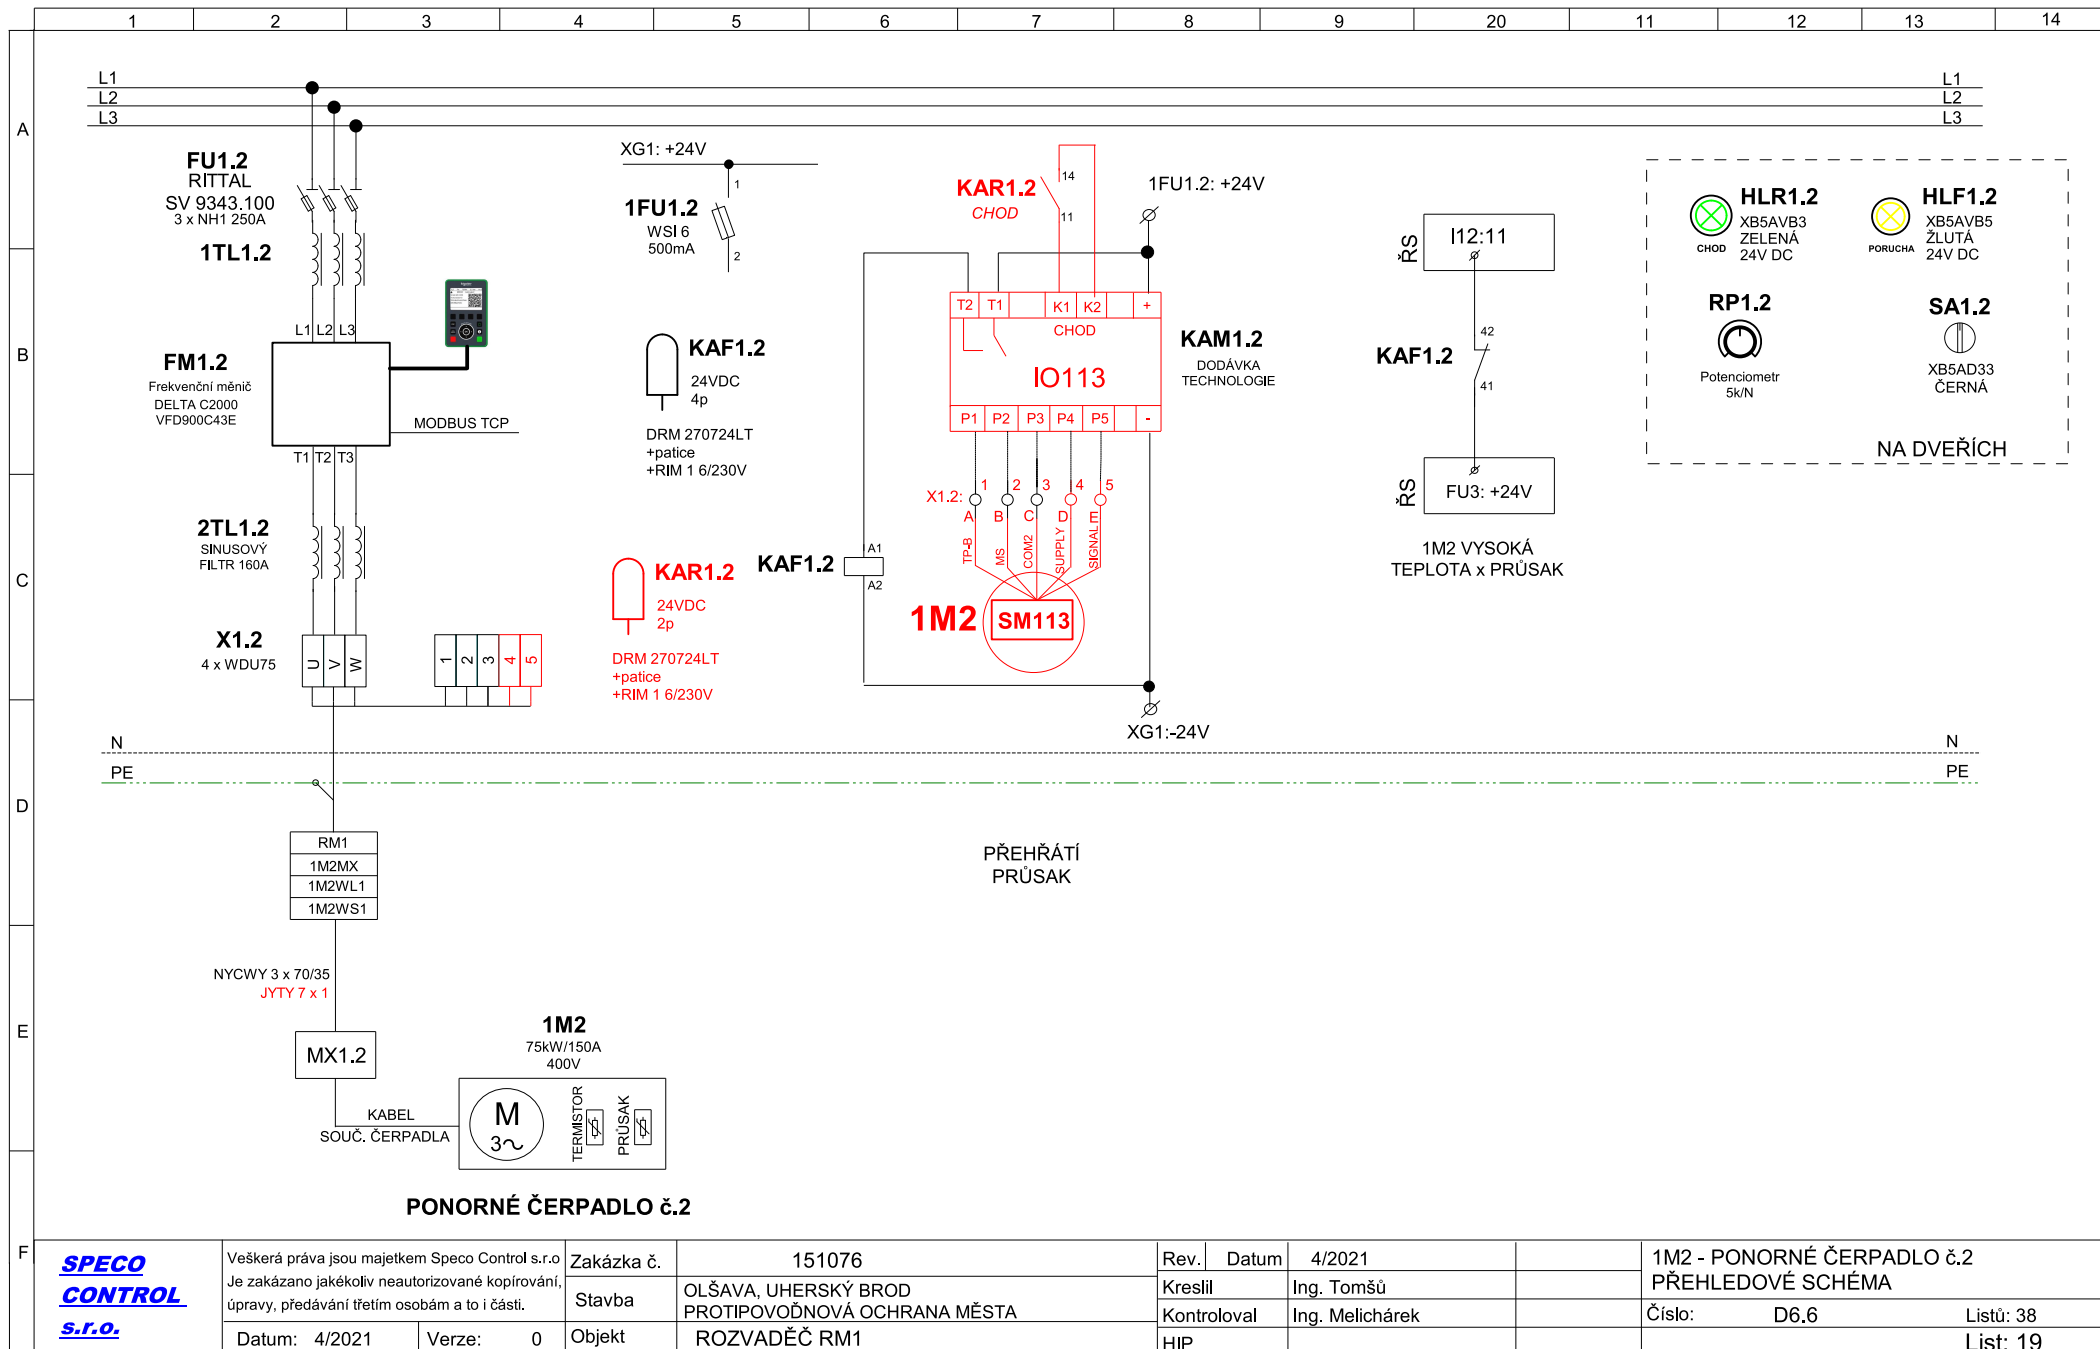 1 2 3 4 5 6 7 8 9 20 11 12 13 14
A
B
C
D
E
F
L1
L2
L3
L1
L2
L3
FU1.2
RITTAL
SV 9343.100
3 x NH1 250A
1TL1.2
L1 L2 L3
FM1.2
Frekvenční měnič
DELTA C2000
VFD900C43E
MODBUS TCP
T1 T2 T3
2TL1.2
SINUSOVÝ
FILTR 160A
X1.2
4 x WDU75
U V W
1 2 3 4 5
XG1: +24V
1
1FU1.2
WSI 6
500mA
2
KAF1.2
24VDC
4p
DRM 270724LT
+patice
+RIM 1 6/230V
KAR1.2
24VDC
2p
DRM 270724LT
+patice
+RIM 1 6/230V
KAR1.2
CHOD
14
11
1FU1.2: +24V
T2 T1 K1 K2 +
CHOD
IO113
P1 P2 P3 P4 P5 -
KAM1.2
DODÁVKA
TECHNOLOGIE
X1.2:
1 2 3 4 5
A B C D E
TP-B
MS
COM2
SUPPLY
SIGNAL
KAF1.2
A1
A2
1M2
SM113
XG1:-24V
ŘS
I12:11
KAF1.2
42
41
ŘS
FU3: +24V
1M2 VYSOKÁ
TEPLOTA x PRŮSAK
HLR1.2
XB5AVB3
ZELENÁ
24V DC
CHOD
HLF1.2
XB5AVB5
ŽLUTÁ
24V DC
PORUCHA
RP1.2
Potenciometr
5k/N
SA1.2
XB5AD33
ČERNÁ
NA DVEŘÍCH
N
N
PE
PE
RM1
1M2MX
1M2WL1
1M2WS1
PŘEHŘÁTÍ
PRŮSAK
NYCWY 3 x 70/35
JYTY 7 x 1
MX1.2
KABEL
SOUČ. ČERPADLA
1M2
75kW/150A
400V
M
3~
TERMISTOR
PRŮSAK
PONORNÉ ČERPADLO č.2
SPECO
CONTROL
s.r.o.
Veškerá práva jsou majetkem Speco Control s.r.o
Je zakázano jakékoliv neautorizované kopírování,
úpravy, předávání třetím osobám a to i části.
Datum: 4/2021 Verze: 0
Zakázka č. 151076
Stavba
OLŠAVA, UHERSKÝ BROD
PROTIPOVODŇOVÁ OCHRANA MĚSTA
Objekt ROZVADĚČ RM1
Rev. Datum 4/2021
Kreslil Ing. Tomšů
Kontroloval Ing. Melichárek
HIP
1M2 - PONORNÉ ČERPADLO č.2
PŘEHLEDOVÉ SCHÉMA
Číslo: D6.6 Listů: 38
List: 19